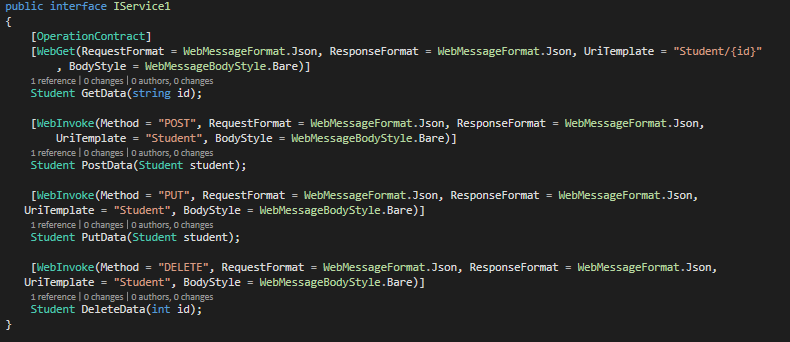 public interface IService1
{
[OperationContract]
[WebGet(RequestFormat = WebMessageFormat.Json, ResponseFormat = WebMessageFormat.Json, UriTemplate = "Student/{id}"
, BodyStyle = WebMessageBodyStyle.Bare)]
1 reference | 0 changes | 0 authors, 0 changes
Student GetData(string id);
[WebInvoke(Method = "POST", RequestFormat = WebMessageFormat.Json, ResponseFormat = WebMessageFormat.Json,
UriTemplate = "Student", BodyStyle = WebMessageBodyStyle.Bare)]
1 reference | 0 changes | 0 authors, 0 changes
Student PostData(Student student);
[WebInvoke(Method = "PUT", RequestFormat = WebMessageFormat.Json, ResponseFormat = WebMessageFormat.Json,
UriTemplate = "Student", BodyStyle = WebMessageBodyStyle.Bare)]
1 reference | 0 changes | 0 authors, 0 changes
Student PutData(Student student);
[WebInvoke(Method = "DELETE", RequestFormat = WebMessageFormat.Json, ResponseFormat = WebMessageFormat.Json,
UriTemplate = "Student", BodyStyle = WebMessageBodyStyle.Bare)]
1 reference | 0 changes | 0 authors, 0 changes
Student DeleteData(int id);
}